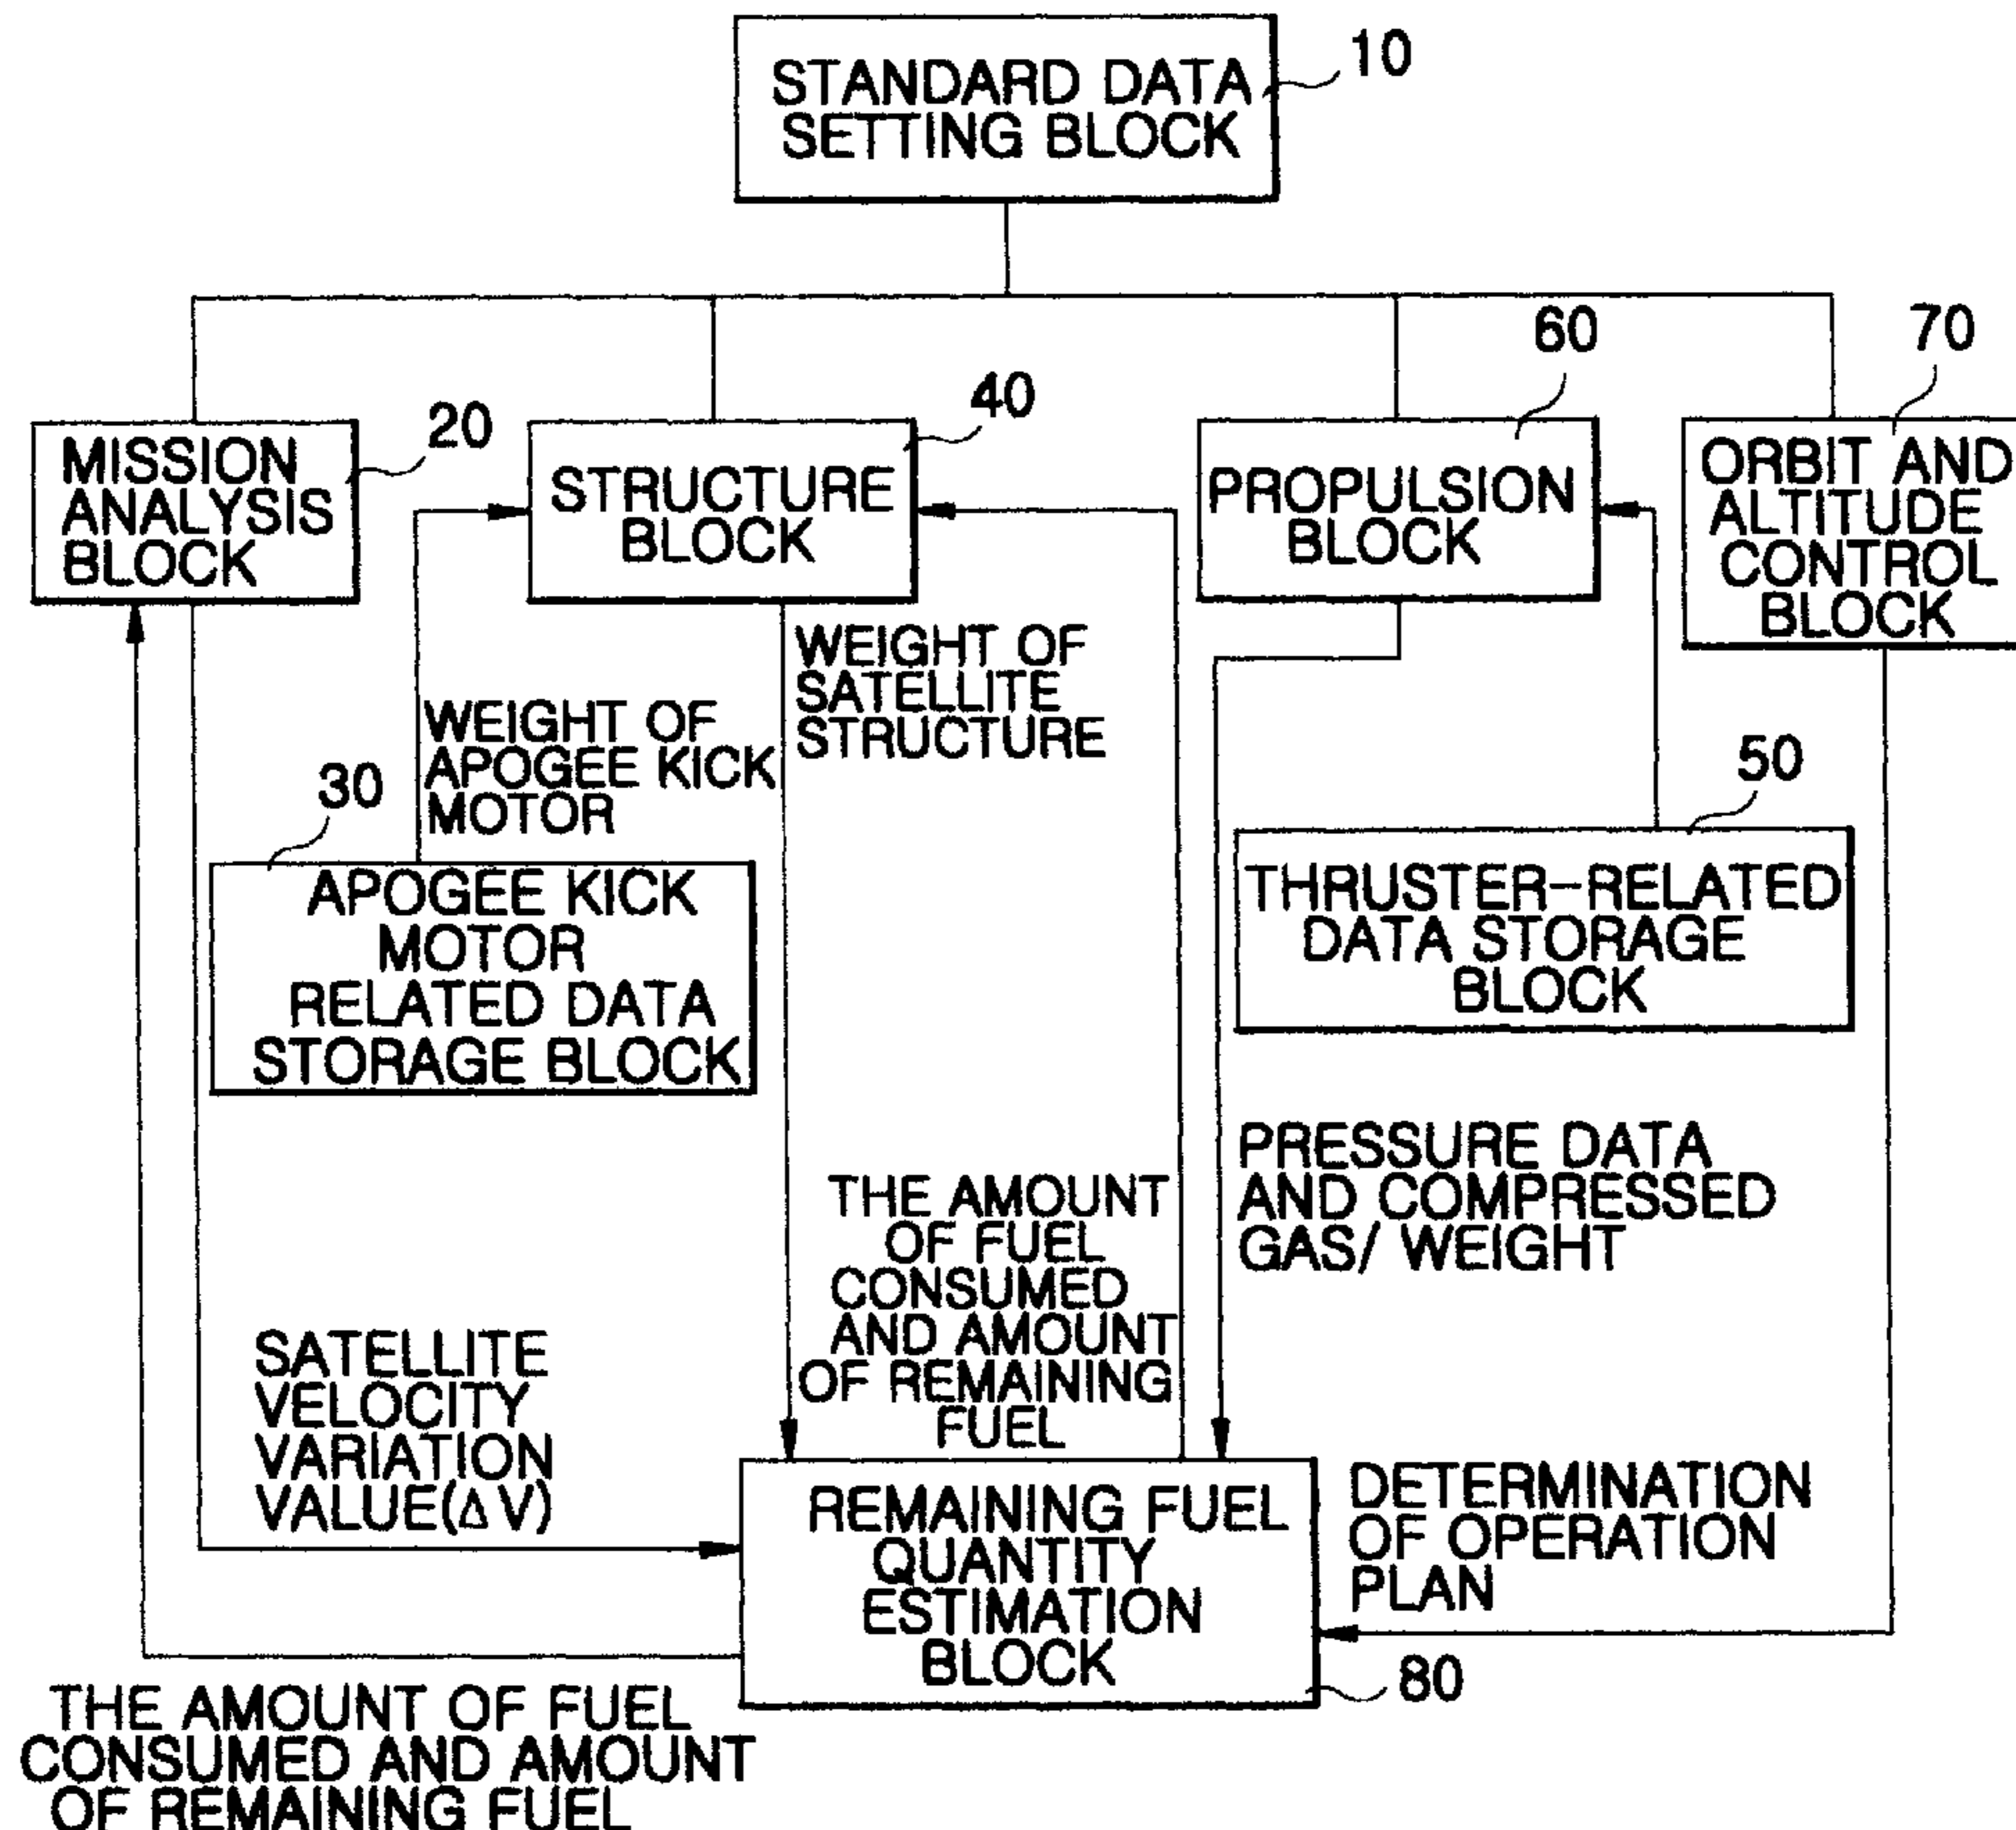 STANDARD DATA
SETTING BLOCK
10
MISSION
ANALYSIS
BLOCK
20
STRUCTURE
BLOCK
40
PROPULSION
BLOCK
60
ORBIT AND
ALTITUDE
CONTROL
BLOCK
70
WEIGHT OF
APOGEE KICK
MOTOR
WEIGHT OF
SATELLITE
STRUCTURE
30
APOGEE KICK
MOTOR
RELATED DATA
STORAGE BLOCK
50
THRUSTER-RELATED
DATA STORAGE
BLOCK
SATELLITE
VELOCITY
VARIATION
VALUE(Δ V)
THE AMOUNT
OF FUEL
CONSUMED
AND AMOUNT
OF REMAINING
FUEL
PRESSURE DATA
AND COMPRESSED
GAS/ WEIGHT
REMAINING FUEL
QUANTITY
ESTIMATION
BLOCK
80
DETERMINATION
OF OPERATION
PLAN
THE AMOUNT OF FUEL
CONSUMED AND AMOUNT
OF REMAINING FUEL